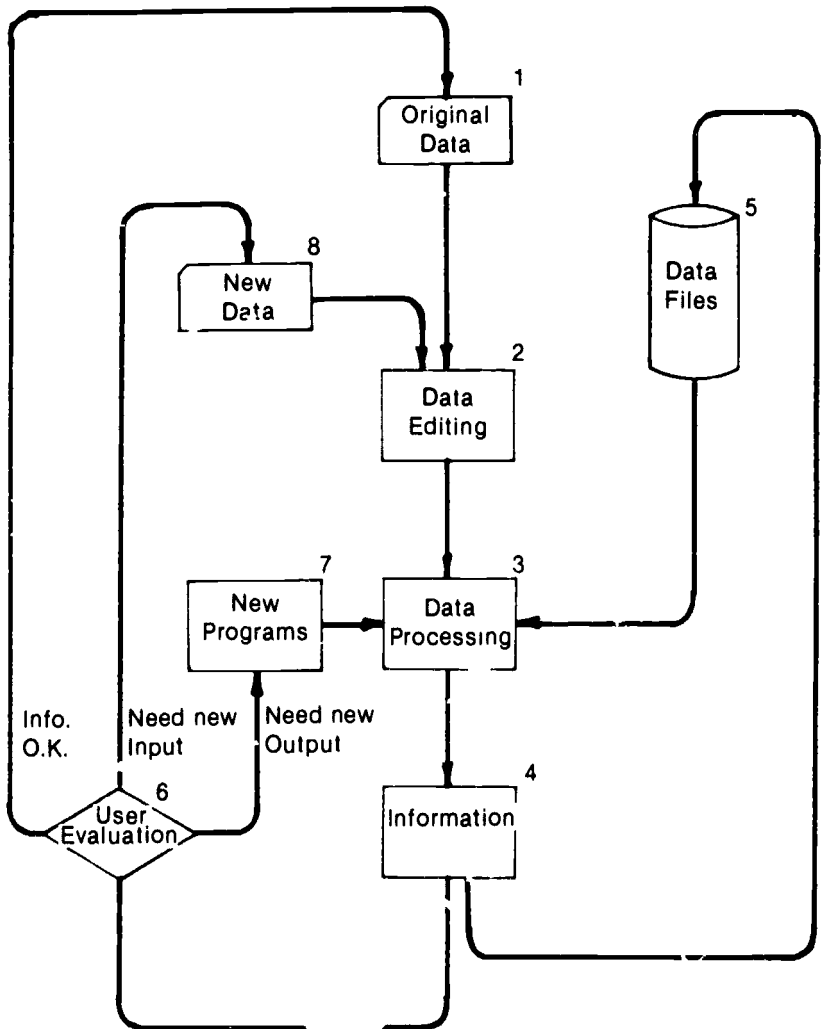 1
Original
Data
5
Data
Files
8
New
Data
2
Data
Editing
7
New
Programs
3
Data
Processing
Info.
O.K.
Need new
Input
Need new
Output
6
User
Evaluation
4
Information